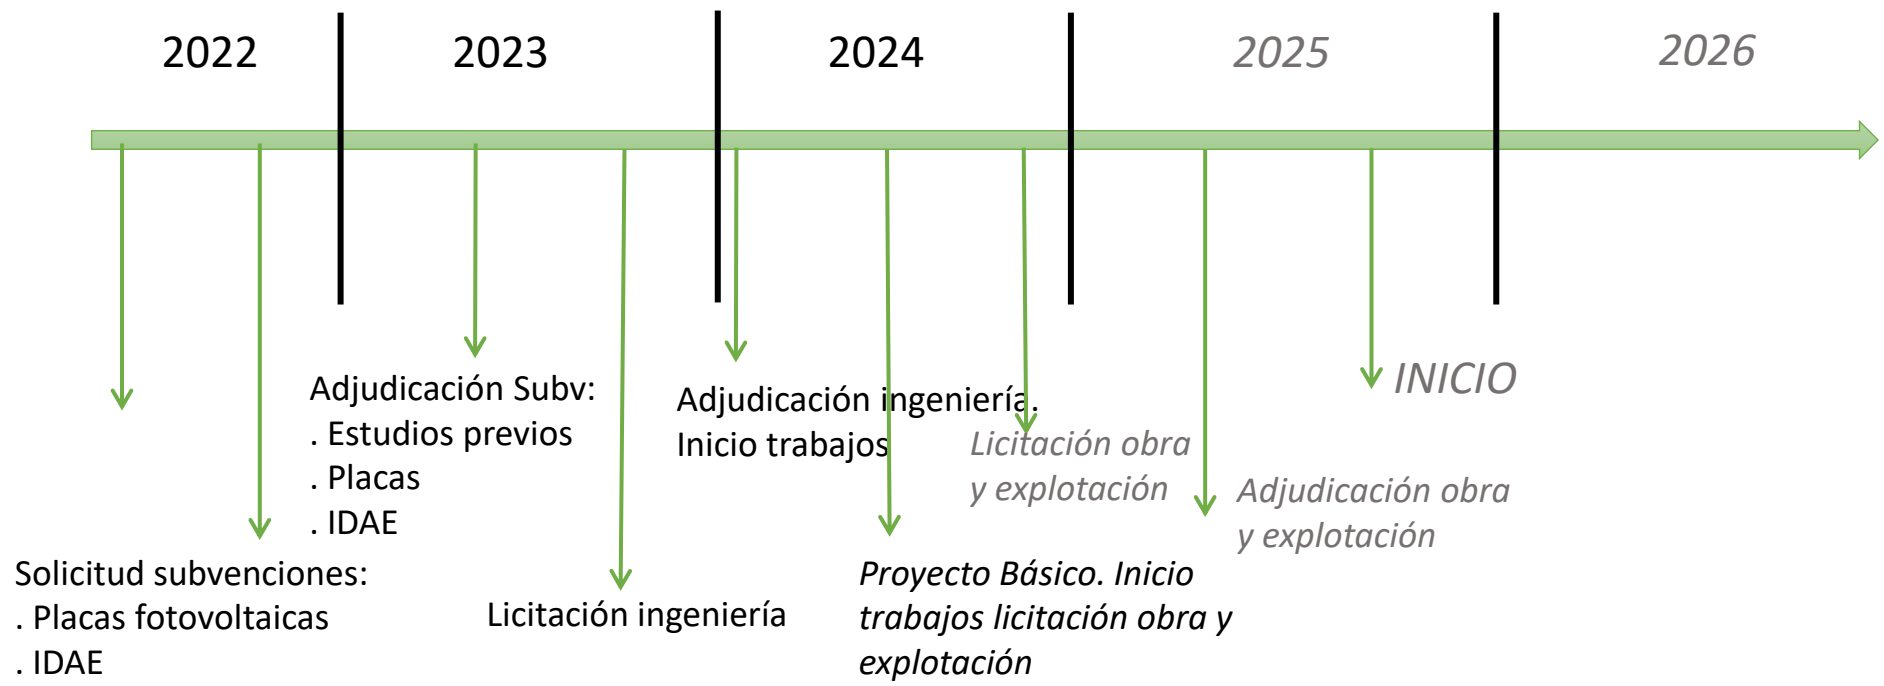 2022
2023
2024
2025
2026
Adjudicación Subv:
. Estudios previos
. Placas
. IDAE
Adjudicación ingeniería.
Inicio trabajos
INICIO
Licitación obra
y explotación
Adjudicación obra
y explotación
Solicitud subvenciones:
. Placas fotovoltaicas
. IDAE
Licitación ingeniería
Proyecto Básico. Inicio
trabajos licitación obra y
explotación